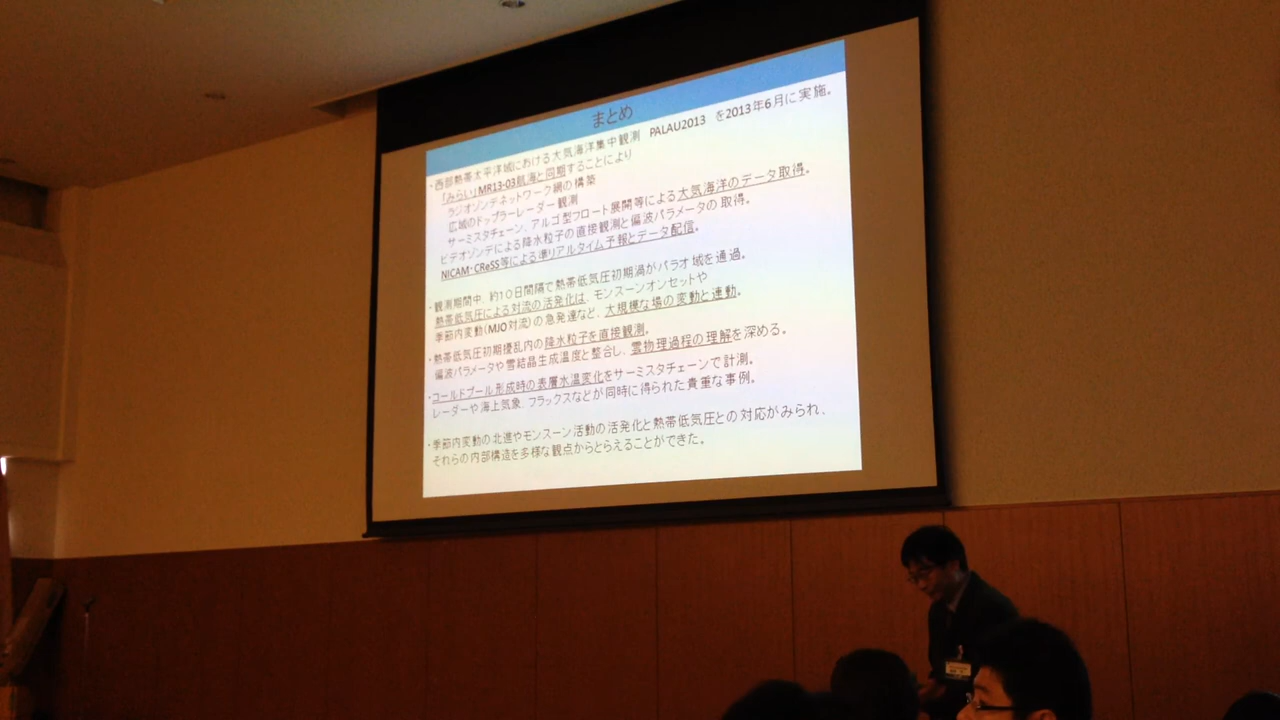 まとめ
・西部熱帯太平洋域における大気海洋集中観測 PALAU2013 を2013年6月に実施。
「みらい」MR13-03航海と同期することにより
ラジオゾンデネットワーク網の構築
広域のドップラーレーダー観測
サーミスタチェーン、アルゴ型フロート展開等による大気海洋のデータ取得。
ビデオゾンデによる降水粒子の直接観測と偏波パラメータの取得。
NICAM・CReSS等による準リアルタイム予報とデータ配信。
・観測期間中、約10日間隔で熱帯低気圧初期渦がパラオ域を通過。
熱帯低気圧による対流の活発化は、モンスーンオンセットや
季節内変動(MJO対流)の急発達など、大規模な場の変動と連動。
・熱帯低気圧初期擾乱内の降水粒子を直接観測。
偏波パラメータや雪結晶生成温度と整合し、雲物理過程の理解を深める。
・コールドプール形成時の表層水温変化をサーミスタチェーンで計測。
レーダーや海上気象、フラックスなどが同時に得られた貴重な事例。
・季節内変動の北進やモンスーン活動の活発化と熱帯低気圧との対応がみられ、
それらの内部構造を多様な観点からとらえることができた。